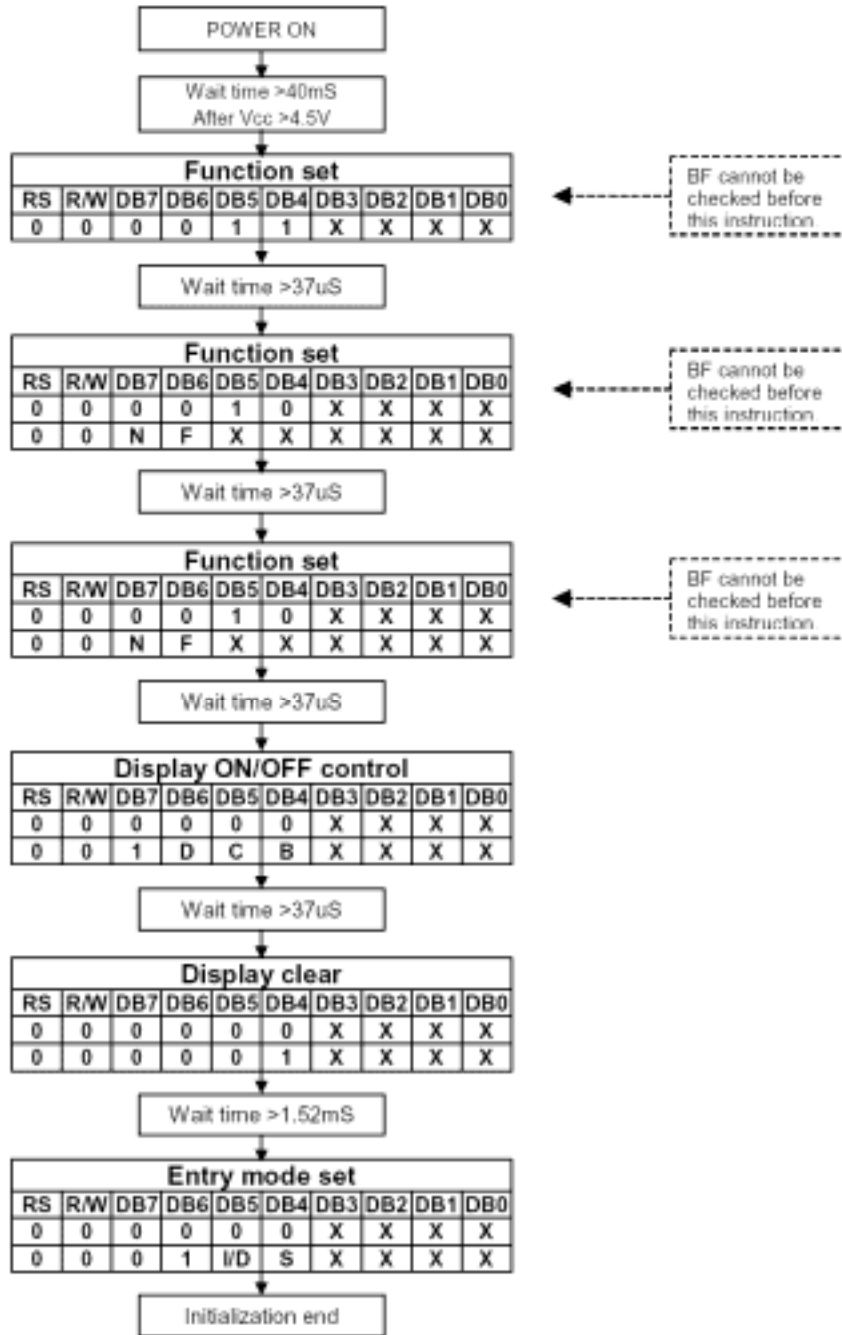 POWER ON
Wait time >40mS
After Vcc >4.5V
Function set
RS R/W DB7 DB6 DB5 DB4 DB3 DB2 DB1 DB0
0 0 0 0 1 1 X X X X
BF cannot be
checked before
this instruction.
Wait time >37uS
Function set
RS R/W DB7 DB6 DB5 DB4 DB3 DB2 DB1 DB0
0 0 0 0 1 0 X X X X
0 0 N F X X X X X X
BF cannot be
checked before
this instruction.
Wait time >37uS
Function set
RS R/W DB7 DB6 DB5 DB4 DB3 DB2 DB1 DB0
0 0 0 0 1 0 X X X X
0 0 N F X X X X X X
BF cannot be
checked before
this instruction.
Wait time >37uS
Display ON/OFF control
RS R/W DB7 DB6 DB5 DB4 DB3 DB2 DB1 DB0
0 0 0 0 0 0 X X X X
0 0 1 D C B X X X X
Wait time >37uS
Display clear
RS R/W DB7 DB6 DB5 DB4 DB3 DB2 DB1 DB0
0 0 0 0 0 0 X X X X
0 0 0 0 0 1 X X X X
Wait time >1.52mS
Entry mode set
RS R/W DB7 DB6 DB5 DB4 DB3 DB2 DB1 DB0
0 0 0 0 0 0 X X X X
0 0 0 1 I/D S X X X X
Initialization end